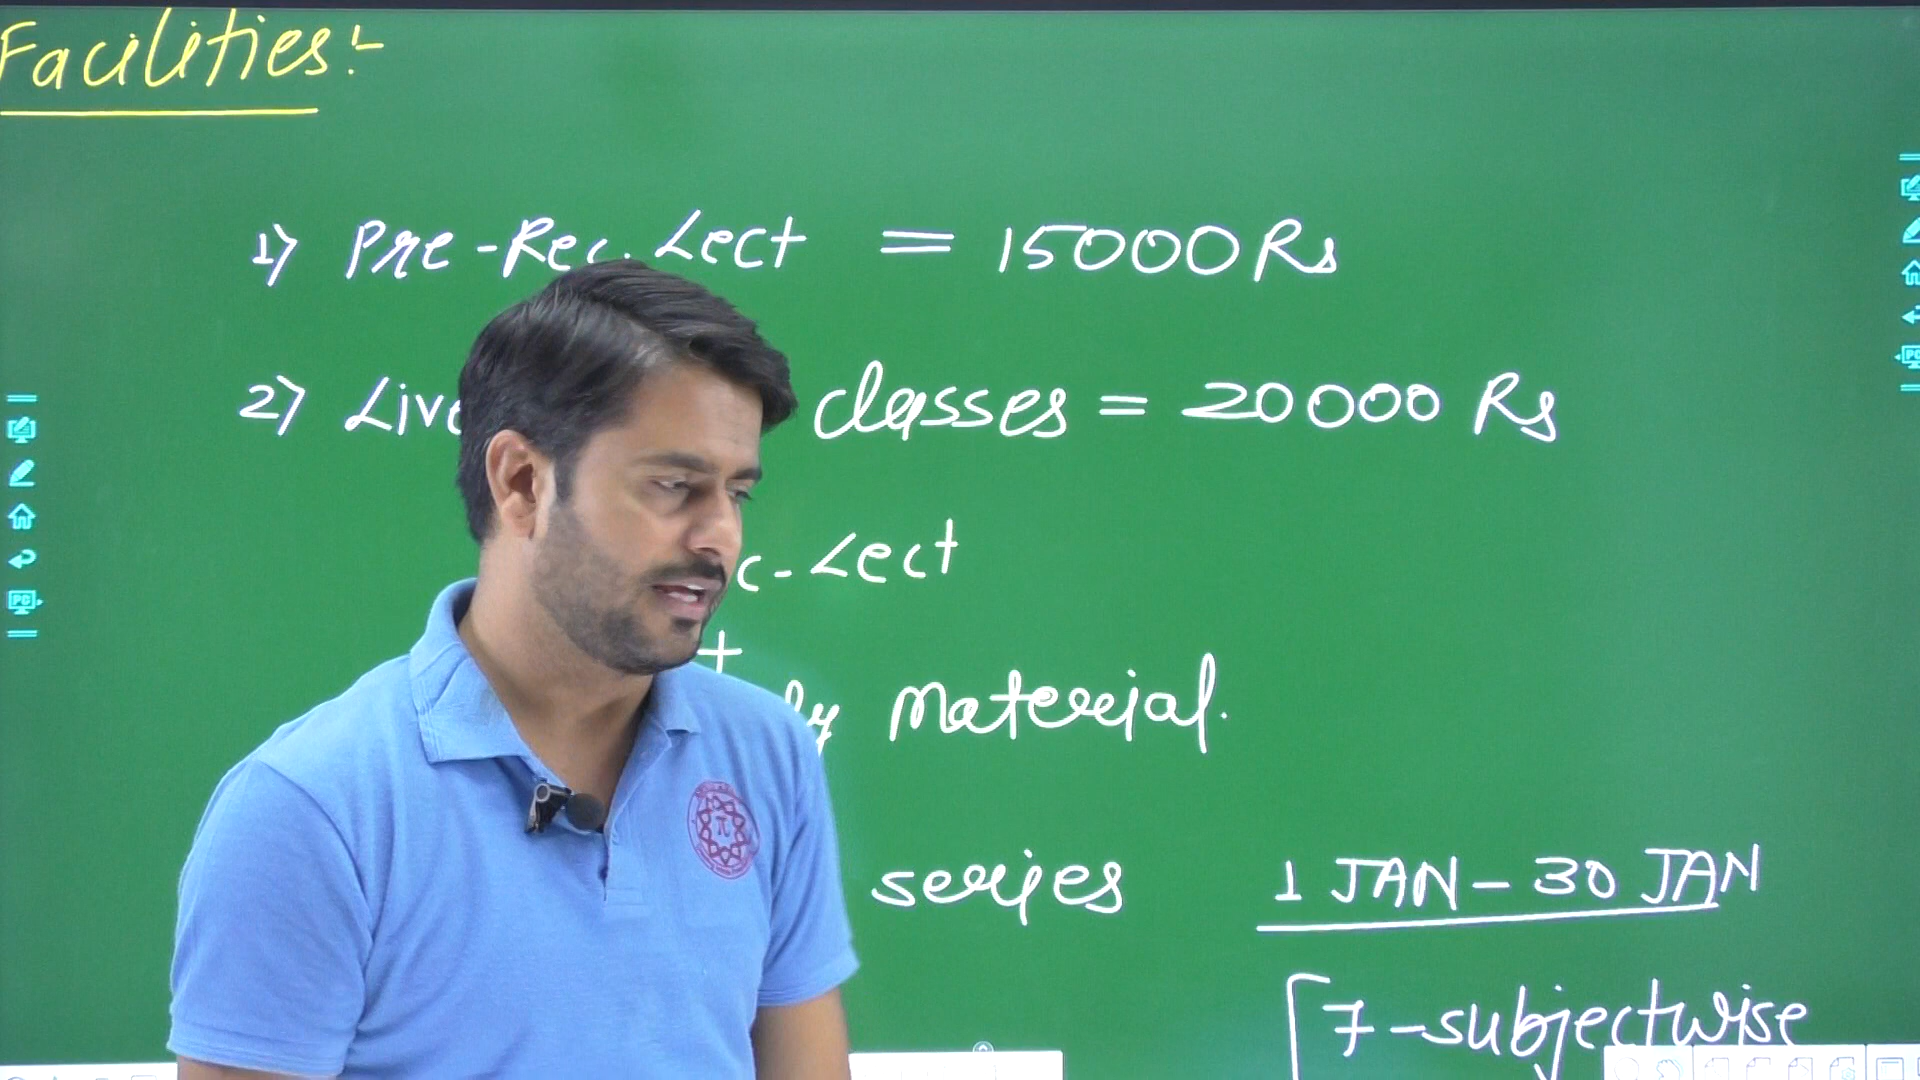 Facilities:-
1) Pre-Rec. Lect = 15000 Rs
2) Live classes = 20000 Rs
c-Lect
+
Material.
series 1 JAN - 30 JAN
[7-subjectwise